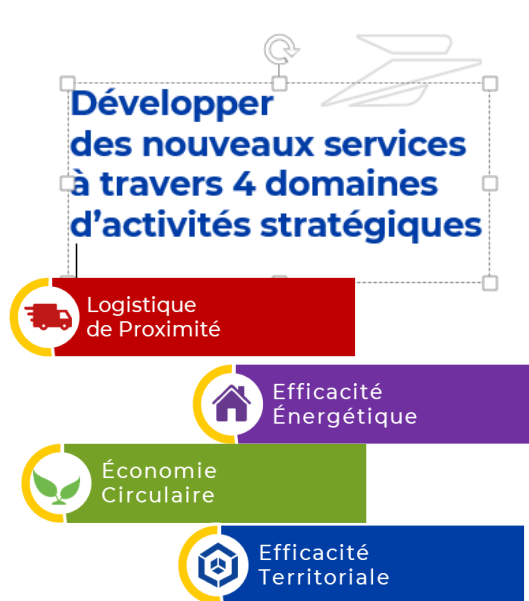 Développer
des nouveaux services
à travers 4 domaines
d’activités stratégiques
Logistique
de Proximité
Efficacité
Énergétique
Économie
Circulaire
Efficacité
Territoriale